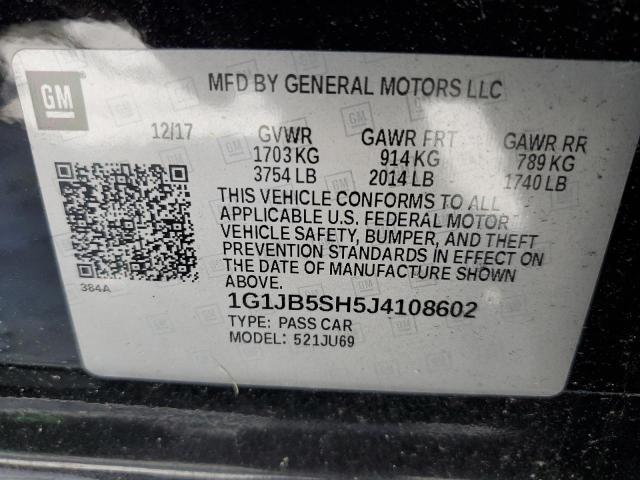 GM
MFD BY GENERAL MOTORS LLC
12/17 GVWR GAWR FRT GAWR RR
1703 KG 914 KG 789 KG
3754 LB 2014 LB 1740 LB
THIS VEHICLE CONFORMS TO ALL
APPLICABLE U.S. FEDERAL MOTOR
VEHICLE SAFETY, BUMPER, AND THEFT
PREVENTION STANDARDS IN EFFECT ON
THE DATE OF MANUFACTURE SHOWN
ABOVE.
384A
1G1JB5SH5J4108602
TYPE: PASS CAR
MODEL: 521JU69